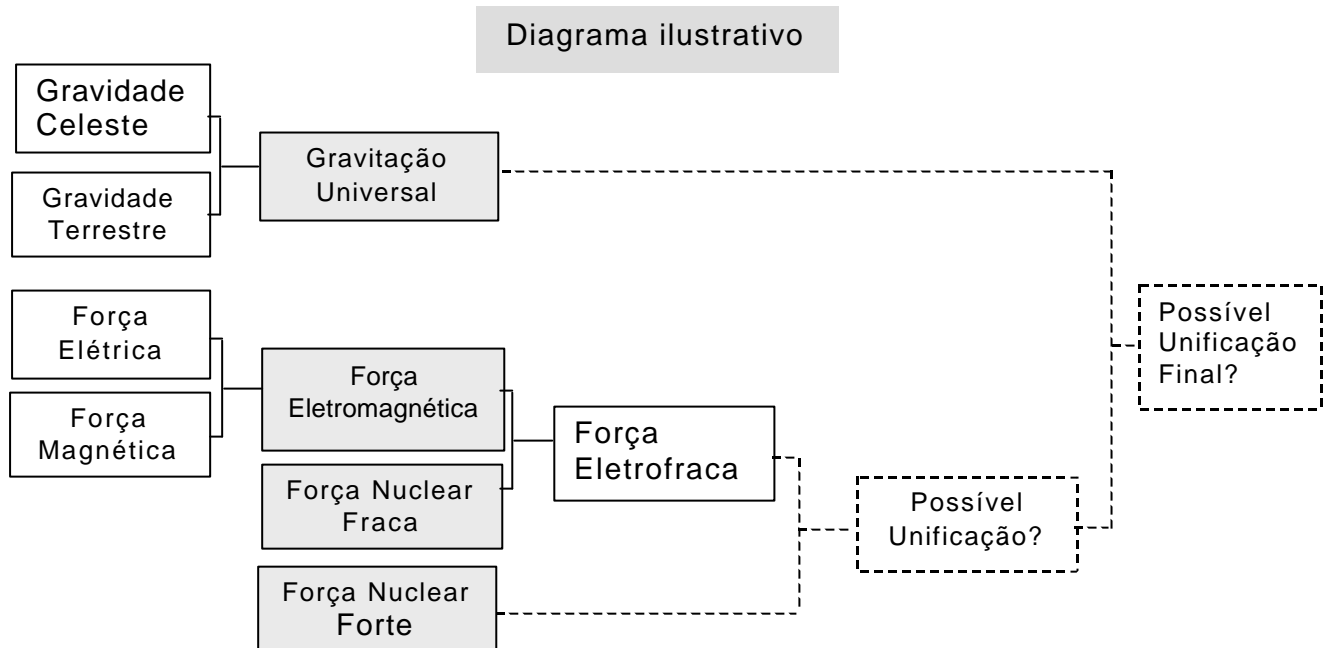 Diagrama ilustrativo
Gravidade
Celeste
Gravitação
Universal
Gravidade
Terrestre
Força
Elétrica
Força
Magnética
Força
Eletromagnética
Força Nuclear
Fraca
Força
Eletrofraca
Força Nuclear
Forte
Possível
Unificação?
Possível
Unificação
Final?